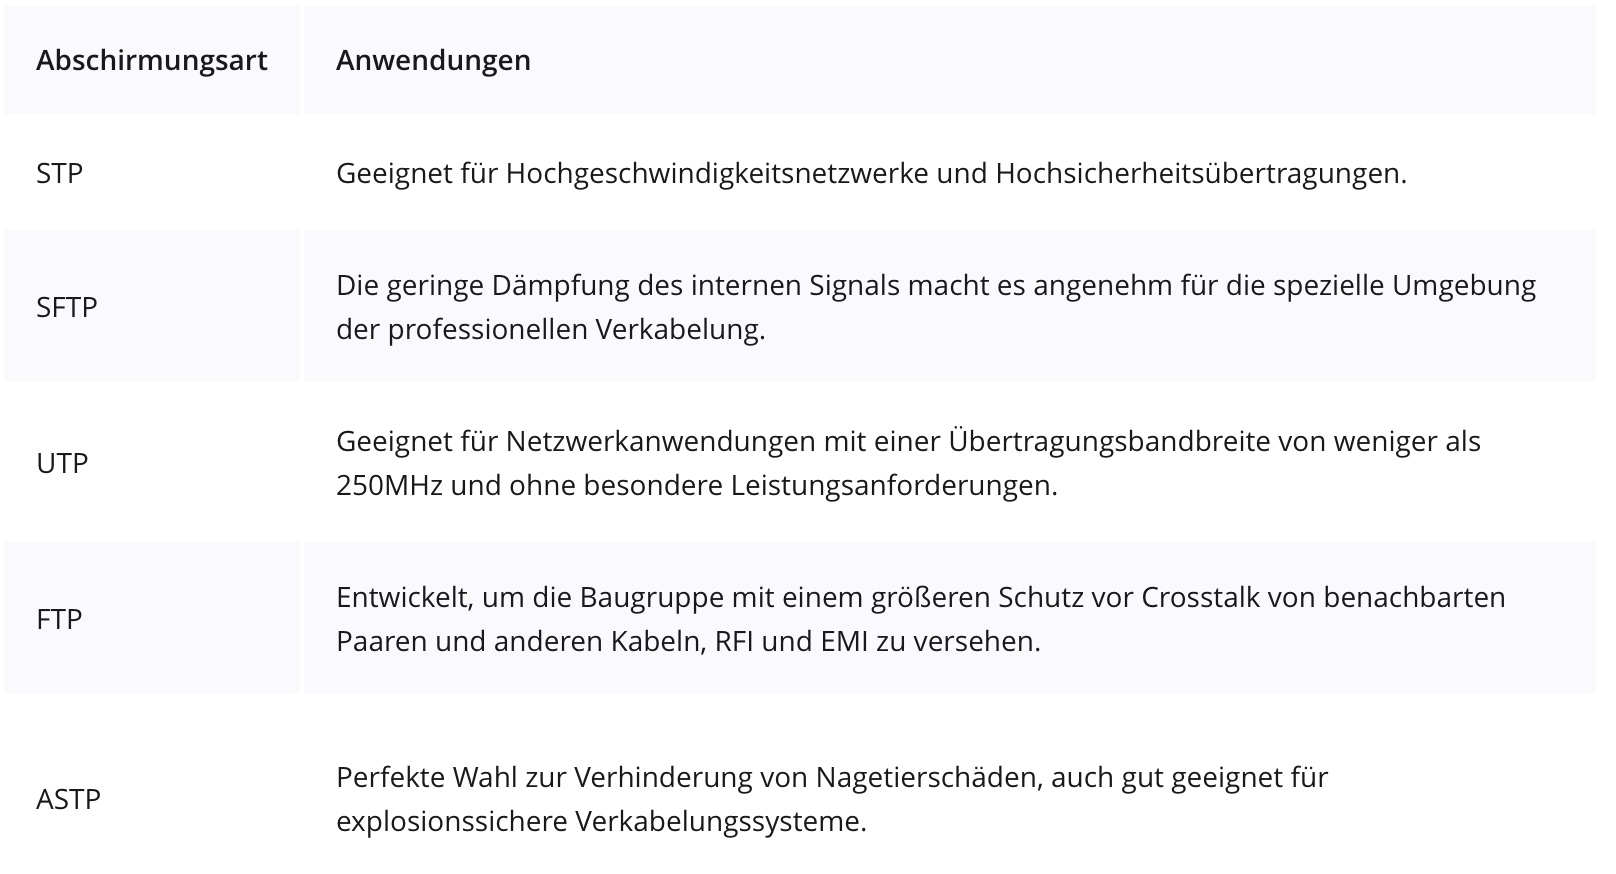 Abschirmungsart Anwendungen
STP Geeignet für Hochgeschwindigkeitsnetzwerke und Hochsicherheitsübertragungen.
SFTP Die geringe Dämpfung des internen Signals macht es angenehm für die spezielle Umgebung
der professionellen Verkabelung.
UTP Geeignet für Netzwerkanwendungen mit einer Übertragungsbandbreite von weniger als
250MHz und ohne besondere Leistungsanforderungen.
FTP Entwickelt, um die Baugruppe mit einem größeren Schutz vor Crosstalk von benachbarten
Paaren und anderen Kabeln, RFI und EMI zu versehen.
ASTP Perfekte Wahl zur Verhinderung von Nagetierschäden, auch gut geeignet für
explosionssichere Verkabelungssysteme.